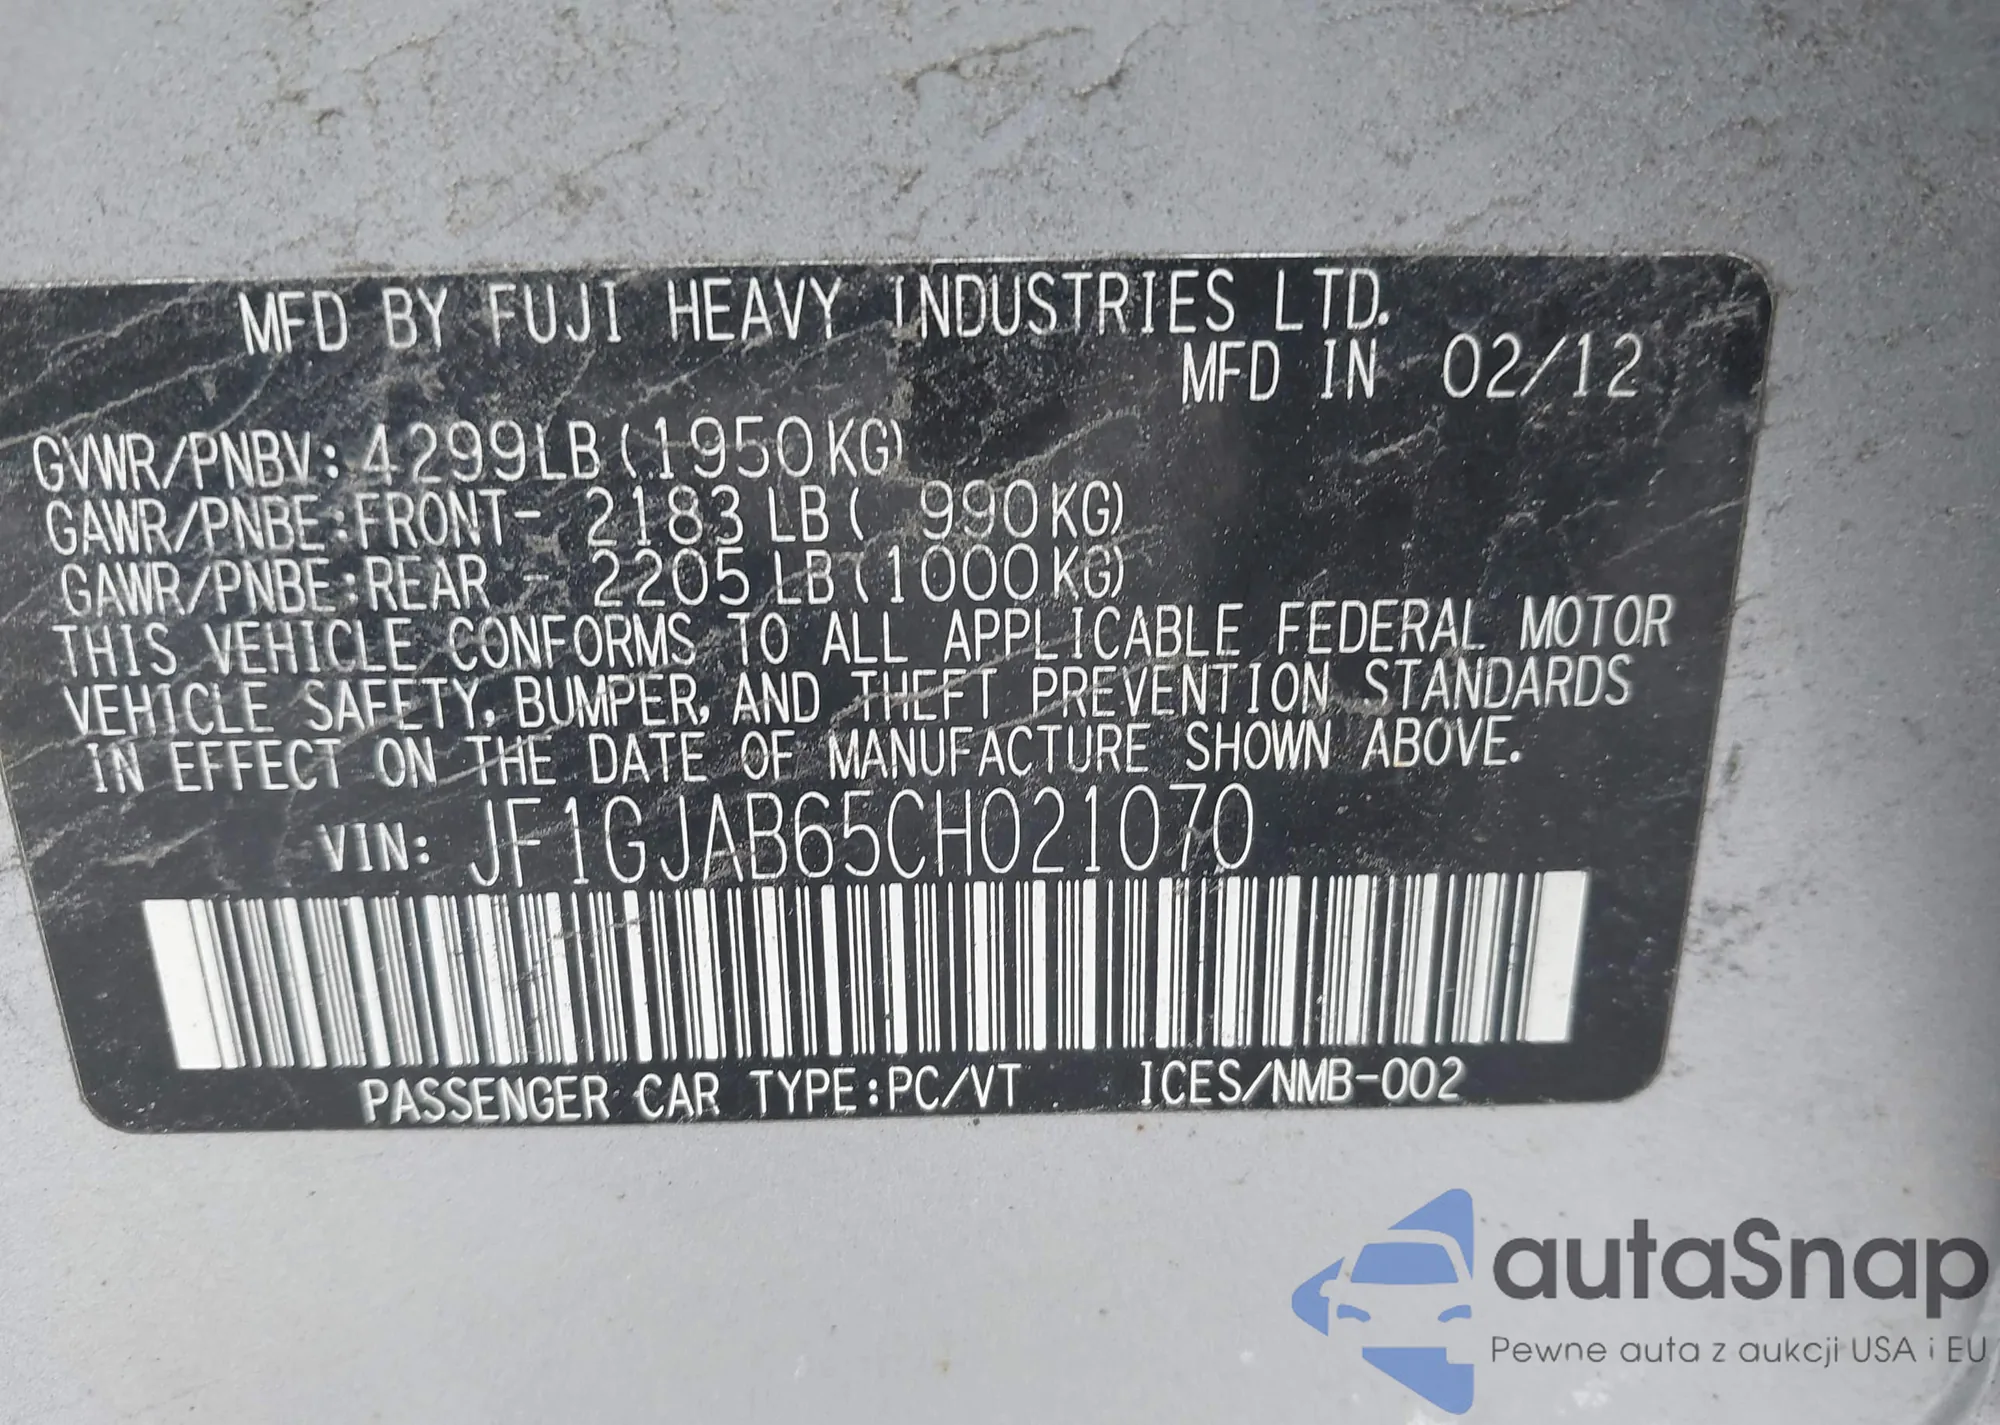 MFD BY FUJI HEAVY INDUSTRIES LTD.
MFD IN 02/12
GVWR/PNBV:4299LB(1950KG)
GAWR/PNBE:FRONT- 2183LB( 990KG)
GAWR/PNBE:REAR - 2205LB(1000KG)
THIS VEHICLE CONFORMS TO ALL APPLICABLE FEDERAL MOTOR
VEHICLE SAFETY, BUMPER, AND THEFT PREVENTION STANDARDS
IN EFFECT ON THE DATE OF MANUFACTURE SHOWN ABOVE.
VIN: JF1GJAB65CH021070
PASSENGER CAR TYPE:PC/VT ICES/NMB-002
autaSnap
Pewne auta z aukcji USA i EU